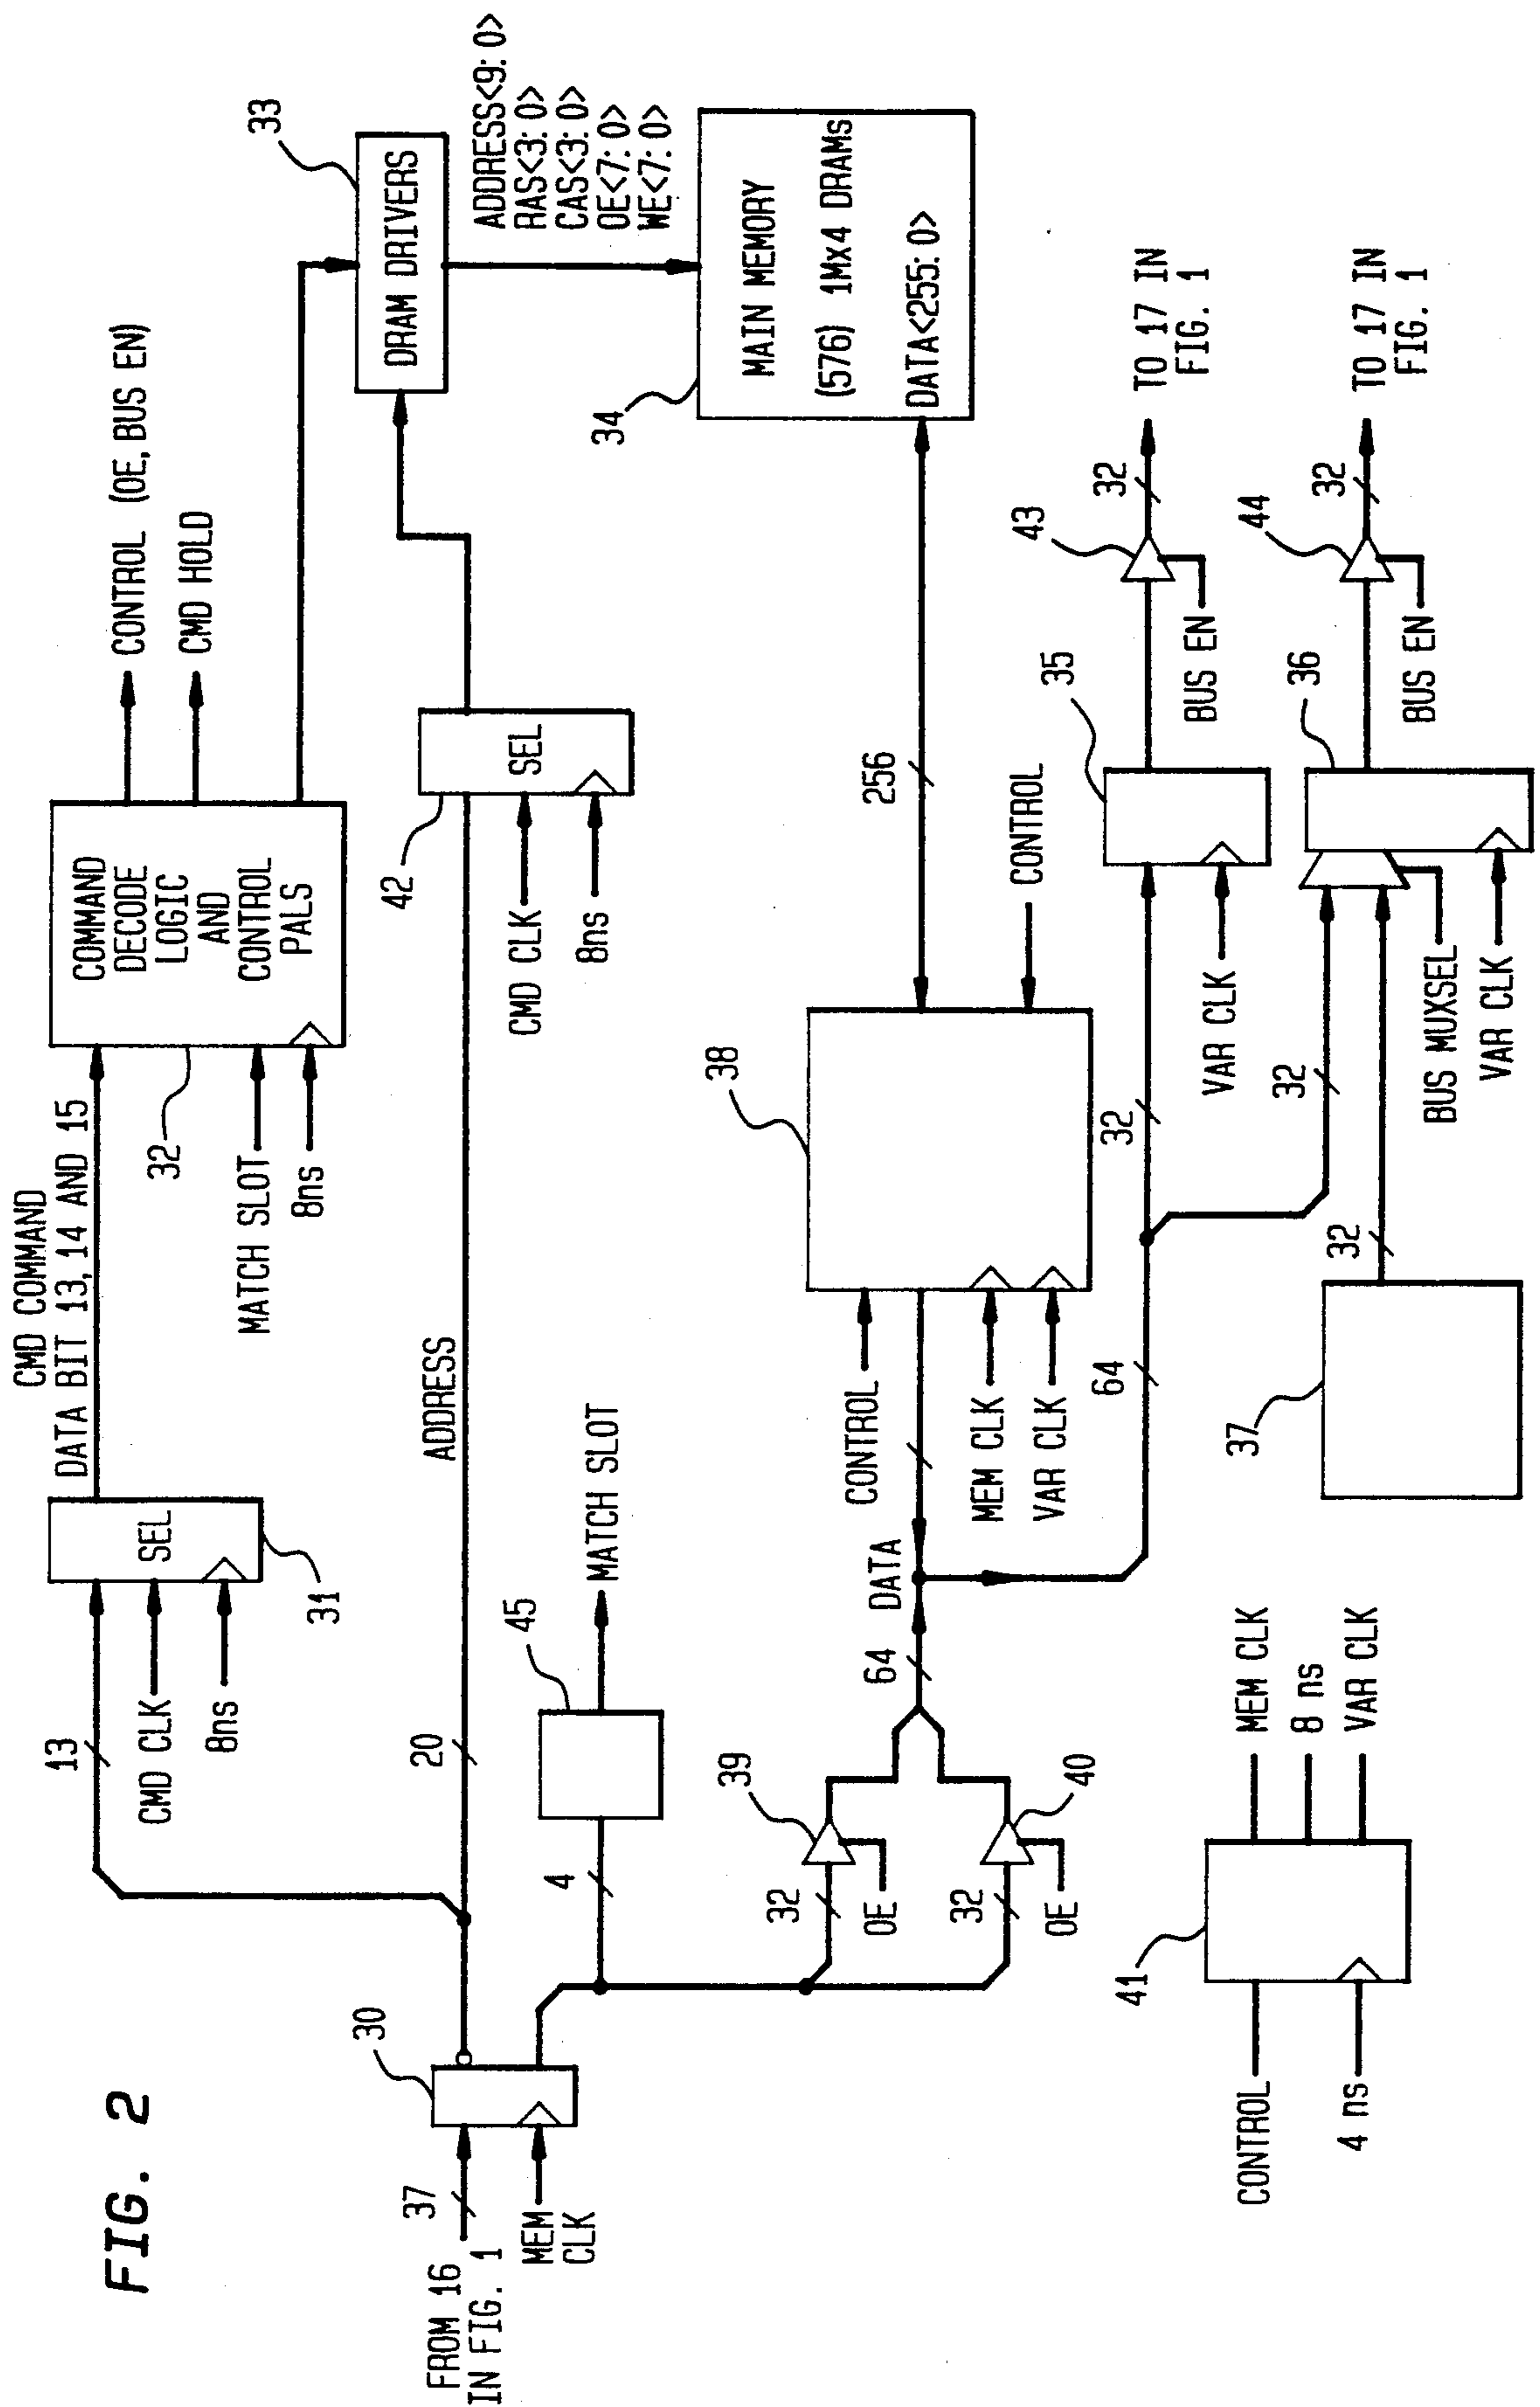 FIG. 2
FROM 16
IN FIG. 1
37
MEM
CLK
30
13
CMD CLK
8ns
SEL
31
CMD COMMAND
DATA BIT 13, 14 AND 15
COMMAND
DECODE
LOGIC
AND
CONTROL
PALS
32
MATCH SLOT
8ns
CONTROL (OE, BUS EN)
CMD HOLD
20
ADDRESS
42
SEL
CMD CLK
8ns
33
DRAM DRIVERS
ADDRESS<9:0>
RAS<3:0>
CAS<3:0>
OE<7:0>
WE<7:0>
34
MAIN MEMORY
(576) 1Mx4 DRAMs
DATA<255:0>
4
45
MATCH SLOT
32
39
OE
32
40
OE
64
DATA
CONTROL
MEM CLK
VAR CLK
38
256
CONTROL
64
32
35
VAR CLK
43
BUS EN
32
TO 17 IN
FIG. 1
37
32
32
36
BUS MUXSEL
VAR CLK
44
BUS EN
32
TO 17 IN
FIG. 1
41
CONTROL
4 ns
MEM CLK
8 ns
VAR CLK